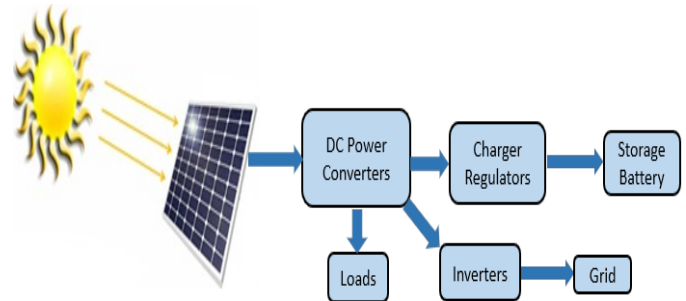 DC Power
Converters
Charger
Regulators
Storage
Battery
Loads
Inverters
Grid